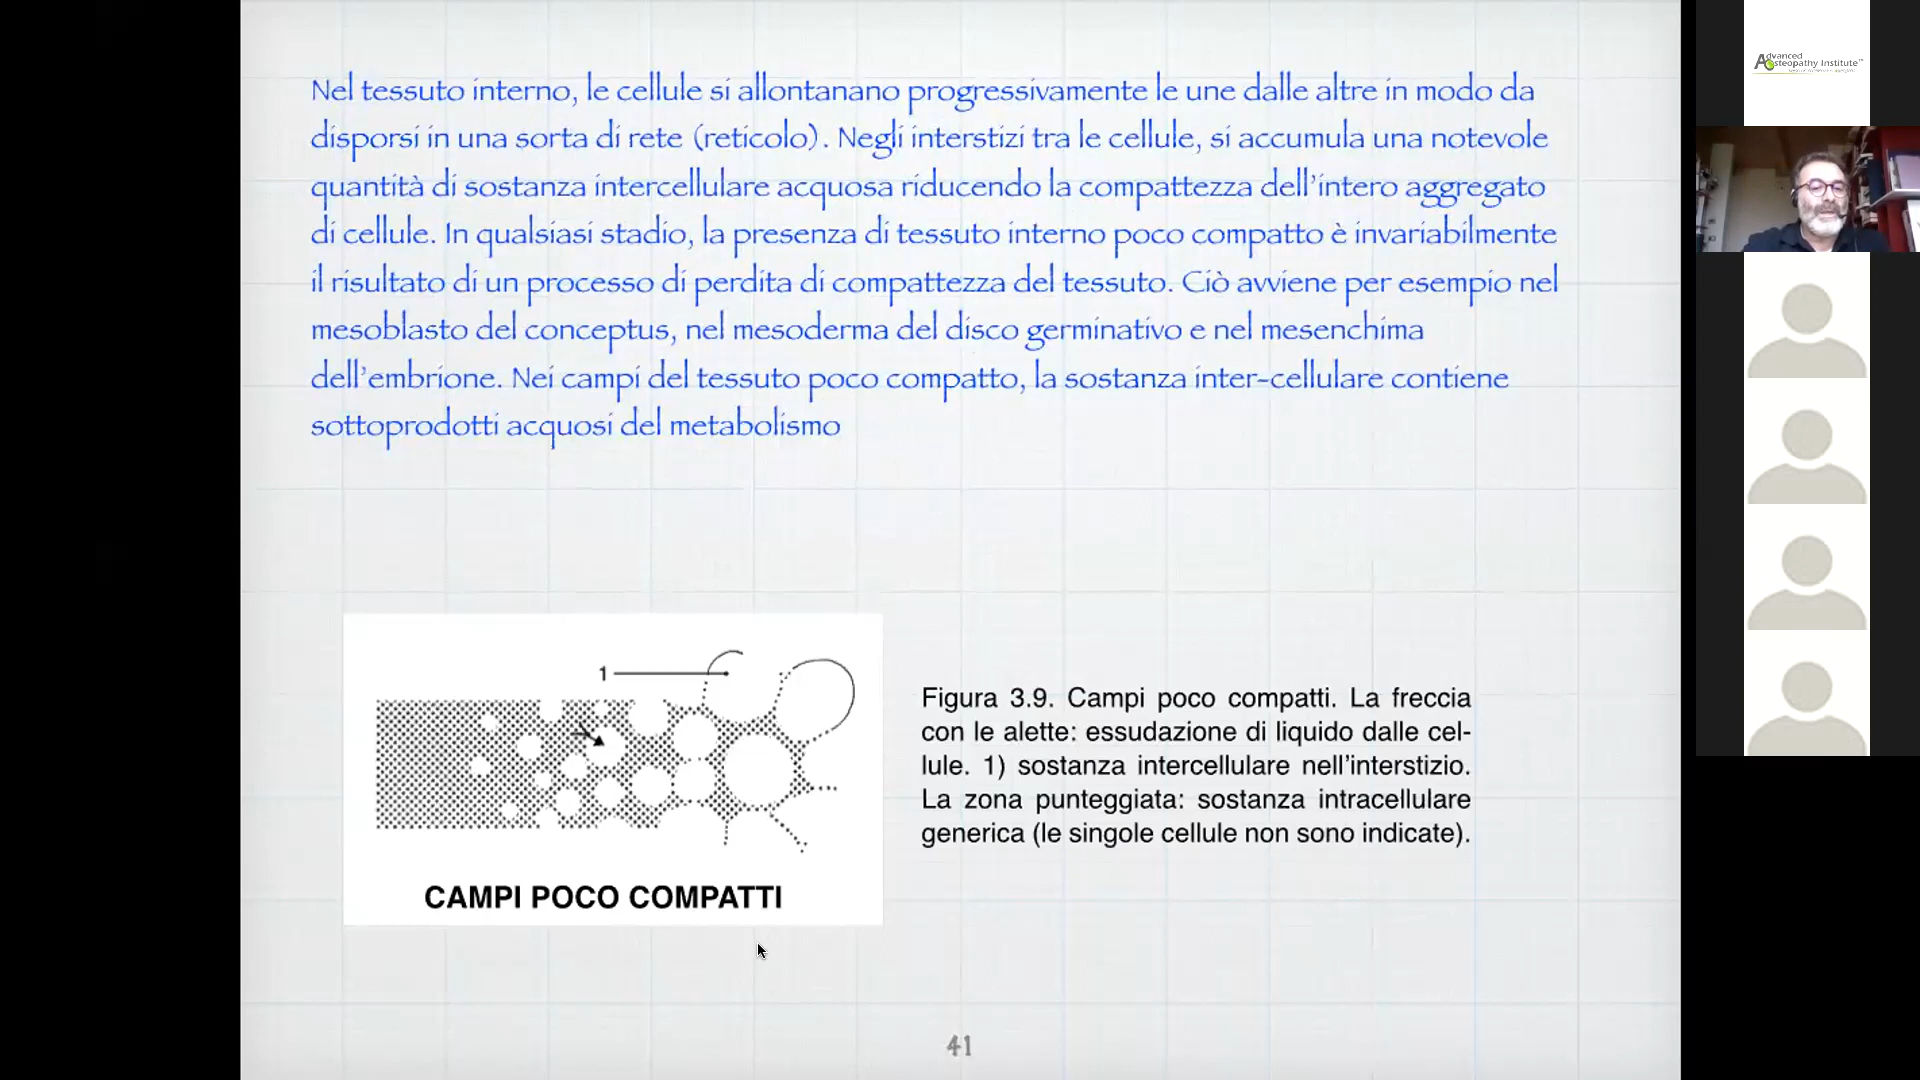 Nel tessuto interno, le cellule si allontanano progressivamente le une dalle altre in modo da
disporsi in una sorta di rete (reticolo). Negli interstizi tra le cellule, si accumula una notevole
quantità di sostanza intercellulare acquosa riducendo la compattezza dell'intero aggregato
di cellule. In qualsiasi stadio, la presenza di tessuto interno poco compatto è invariabilmente
il risultato di un processo di perdita di compattezza del tessuto. Ciò avviene per esempio nel
mesoblasto del conceptus, nel mesoderma del disco germinativo e nel mesenchima
dell'embrione. Nei campi del tessuto poco compatto, la sostanza inter-cellulare contiene
sottoprodotti acquosi del metabolismo
1
CAMPI POCO COMPATTI
Figura 3.9. Campi poco compatti. La freccia
con le alette: essudazione di liquido dalle cel-
lule. 1) sostanza intercellulare nell'interstizio.
La zona punteggiata: sostanza intracellulare
generica (le singole cellule non sono indicate).
41
Advanced
Osteopathy Institute™